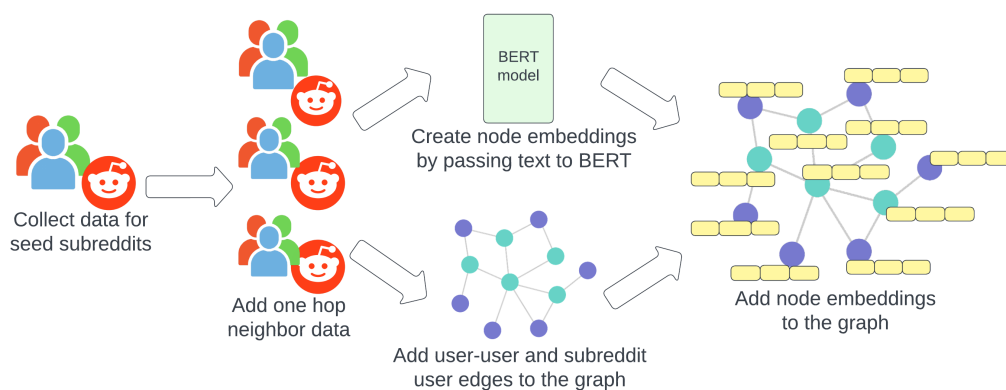 Collect data for
seed subreddits
Add one hop
neighbor data
BERT
model
Create node embeddings
by passing text to BERT
Add user-user and subreddit
user edges to the graph
Add node embeddings
to the graph